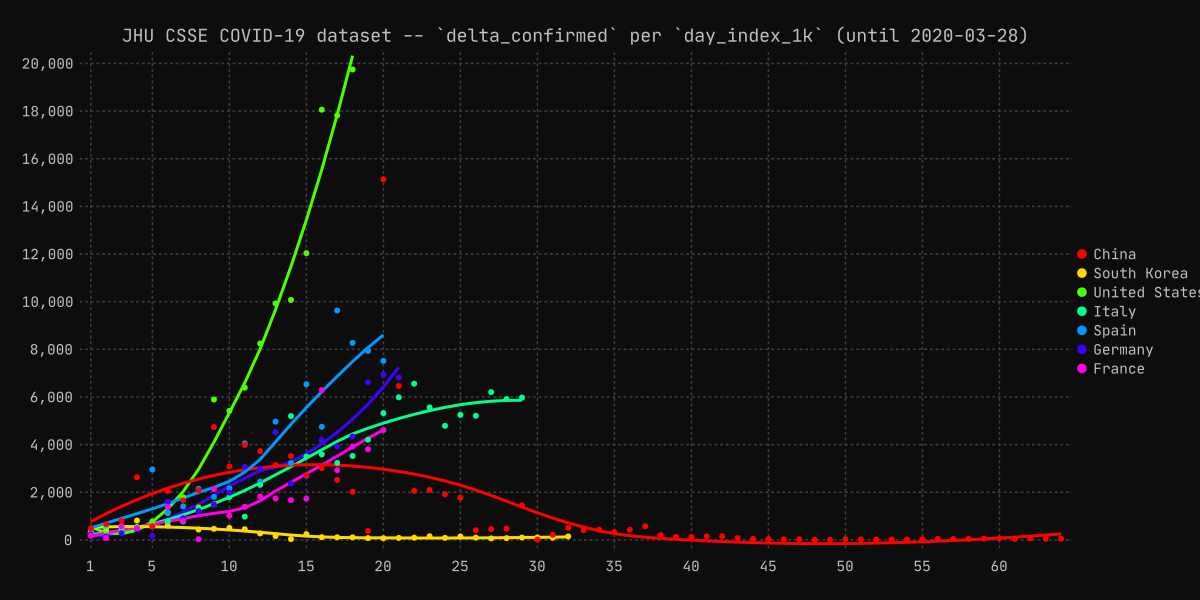 JHU CSSE COVID-19 dataset -- `delta_confirmed` per `day_index_1k` (until 2020-03-28)
20,000
18,000
16,000
14,000
12,000
10,000
8,000
6,000
4,000
2,000
0
1 5 10 15 20 25 30 35 40 45 50 55 60
China
South Korea
United States
Italy
Spain
Germany
France